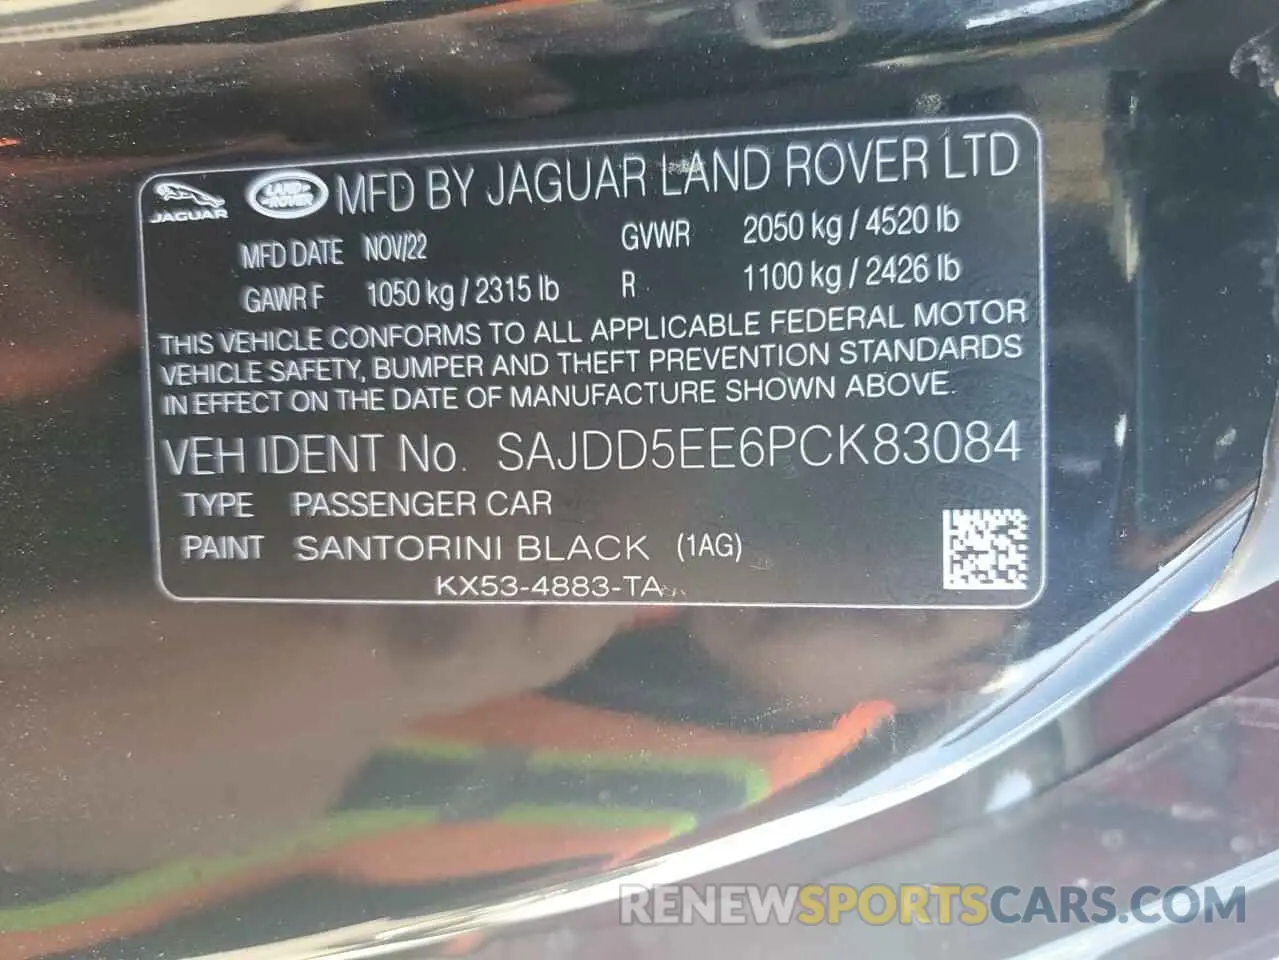 JAGUAR LAND ROVER MFD BY JAGUAR LAND ROVER LTD
MFD DATE NOV/22 GVWR 2050 kg / 4520 lb
GAWR F 1050 kg / 2315 lb R 1100 kg / 2426 lb
THIS VEHICLE CONFORMS TO ALL APPLICABLE FEDERAL MOTOR
VEHICLE SAFETY, BUMPER AND THEFT PREVENTION STANDARDS
IN EFFECT ON THE DATE OF MANUFACTURE SHOWN ABOVE.
VEH IDENT No. SAJDD5EE6PCK83084
TYPE PASSENGER CAR
PAINT SANTORINI BLACK (1AG)
KX53-4883-TA
RENEWSPORTSCARS.COM